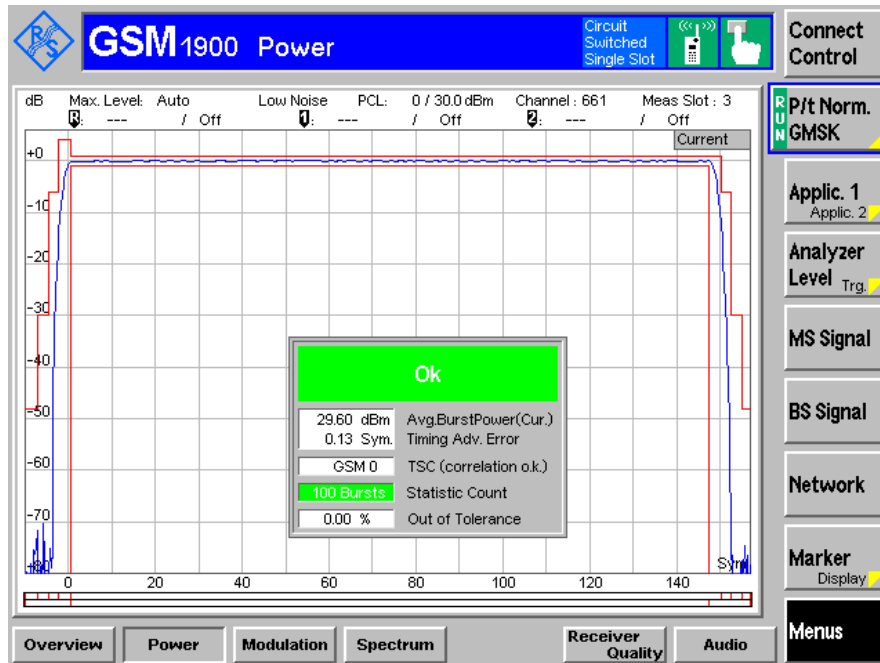 R&S
GSM 1900 Power
Circuit
Switched
Single Slot
Connect
Control
dB Max. Level: Auto Low Noise PCL: 0 / 30.0 dBm Channel : 661 Meas Slot : 3
R: --- / Off 1: --- / Off 2: --- / Off
RUN
P/t Norm.
GMSK
Current
+0
-10
-20
-30
-40
-50
-60
-70
-80
Sym
0 20 40 60 80 100 120 140
Ok
29.60 dBm Avg.BurstPower(Cur.)
0.13 Sym. Timing Adv. Error
GSM 0 TSC (correlation o.k.)
100 Bursts Statistic Count
0.00 % Out of Tolerance
Applic. 1
Applic. 2
Analyzer
Level Trg.
MS Signal
BS Signal
Network
Marker
Display
Menus
Overview Power Modulation Spectrum Receiver Quality Audio